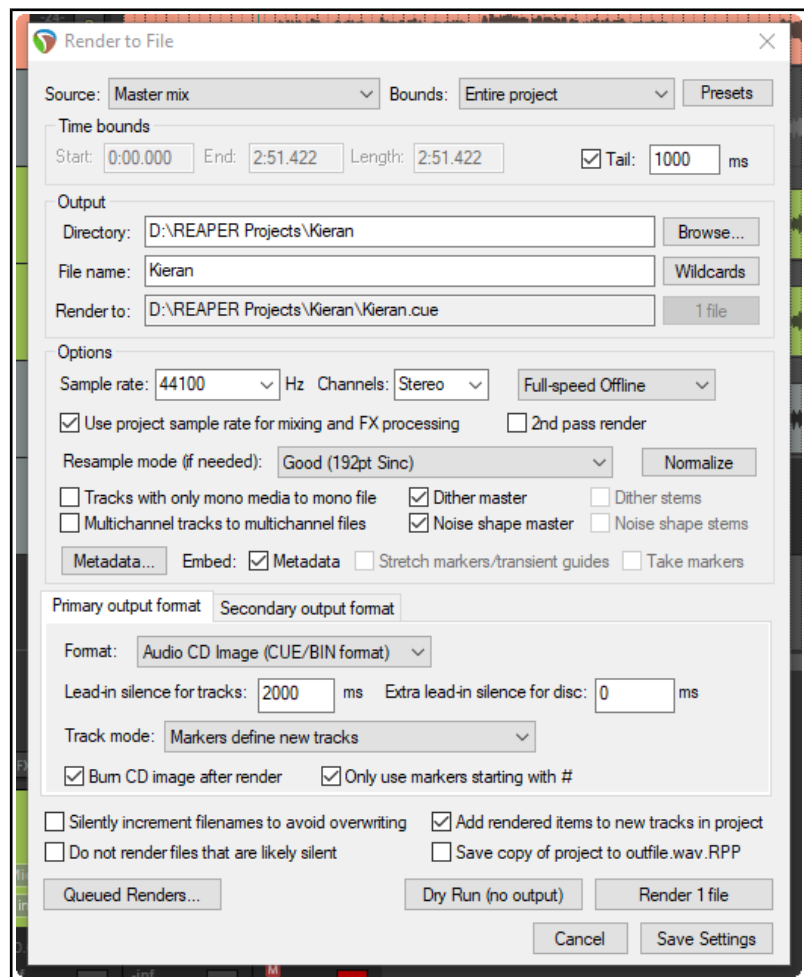 -24-
Render to File
Source: Master mix Bounds: Entire project Presets
Time bounds
Start: 0:00.000 End: 2:51.422 Length: 2:51.422 Tail: 1000 ms
Output
Directory: D:\REAPER Projects\Kieran Browse...
File name: Kieran Wildcards
Render to: D:\REAPER Projects\Kieran\Kieran.cue 1 file
Options
Sample rate: 44100 Hz Channels: Stereo Full-speed Offline
Use project sample rate for mixing and FX processing 2nd pass render
Resample mode (if needed): Good (192pt Sinc) Normalize
Tracks with only mono media to mono file Dither master Dither stems
Multichannel tracks to multichannel files Noise shape master Noise shape stems
Metadata... Embed: Metadata Stretch markers/transient guides Take markers
Primary output format Secondary output format
Format: Audio CD Image (CUE/BIN format)
Lead-in silence for tracks: 2000 ms Extra lead-in silence for disc: 0 ms
Track mode: Markers define new tracks
Burn CD image after render Only use markers starting with #
Silently increment filenames to avoid overwriting Add rendered items to new tracks in project
Do not render files that are likely silent Save copy of project to outfile.wav.RPP
Queued Renders... Dry Run (no output) Render 1 file
Cancel Save Settings
-inf -inf M